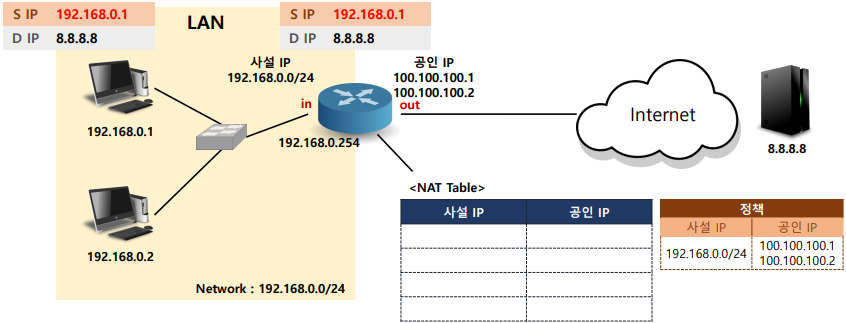 S IP 192.168.0.1
D IP 8.8.8.8
LAN
S IP 192.168.0.1
D IP 8.8.8.8
사설 IP
192.168.0.0/24
공인 IP
100.100.100.1
100.100.100.2
in
out
192.168.0.1
192.168.0.254
Internet
8.8.8.8
192.168.0.2
Network : 192.168.0.0/24
<NAT Table>
사설 IP 공인 IP
정책
사설 IP 공인 IP
192.168.0.0/24
100.100.100.1
100.100.100.2